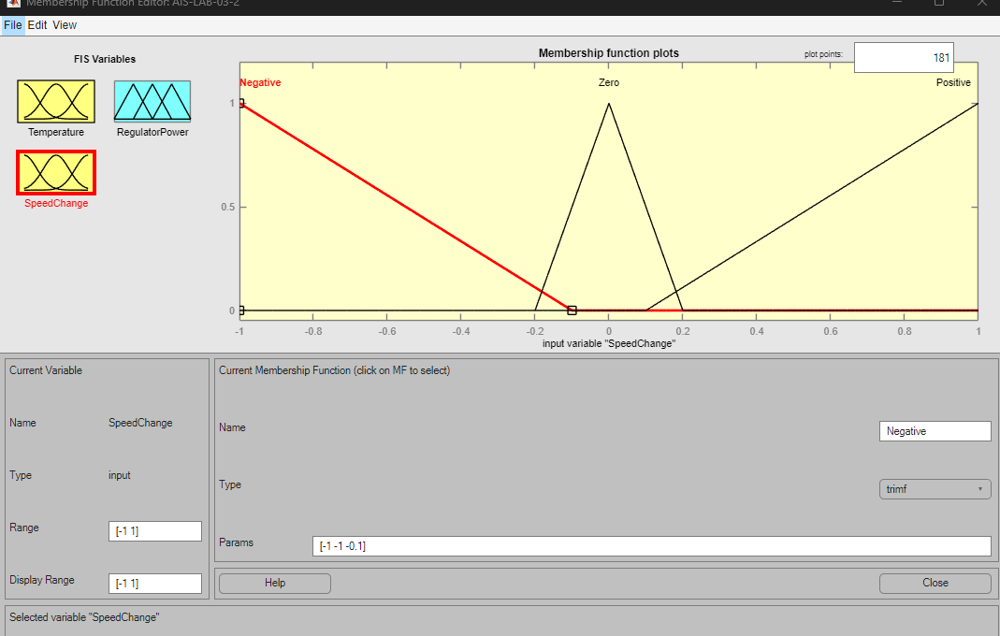 Membership Function Editor: AIS-LAB-03-2
File Edit View
FIS Variables
Temperature
RegulatorPower
SpeedChange
Membership function plots
plot points:
181
Negative
Zero
Positive
1
0.5
0
-1 -0.8 -0.6 -0.4 -0.2 0 0.2 0.4 0.6 0.8 1
input variable "SpeedChange"
Current Variable
Name SpeedChange
Type input
Range [-1 1]
Display Range [-1 1]
Current Membership Function (click on MF to select)
Name Negative
Type trimf
Params [-1 -1 -0.1]
Help
Close
Selected variable "SpeedChange"